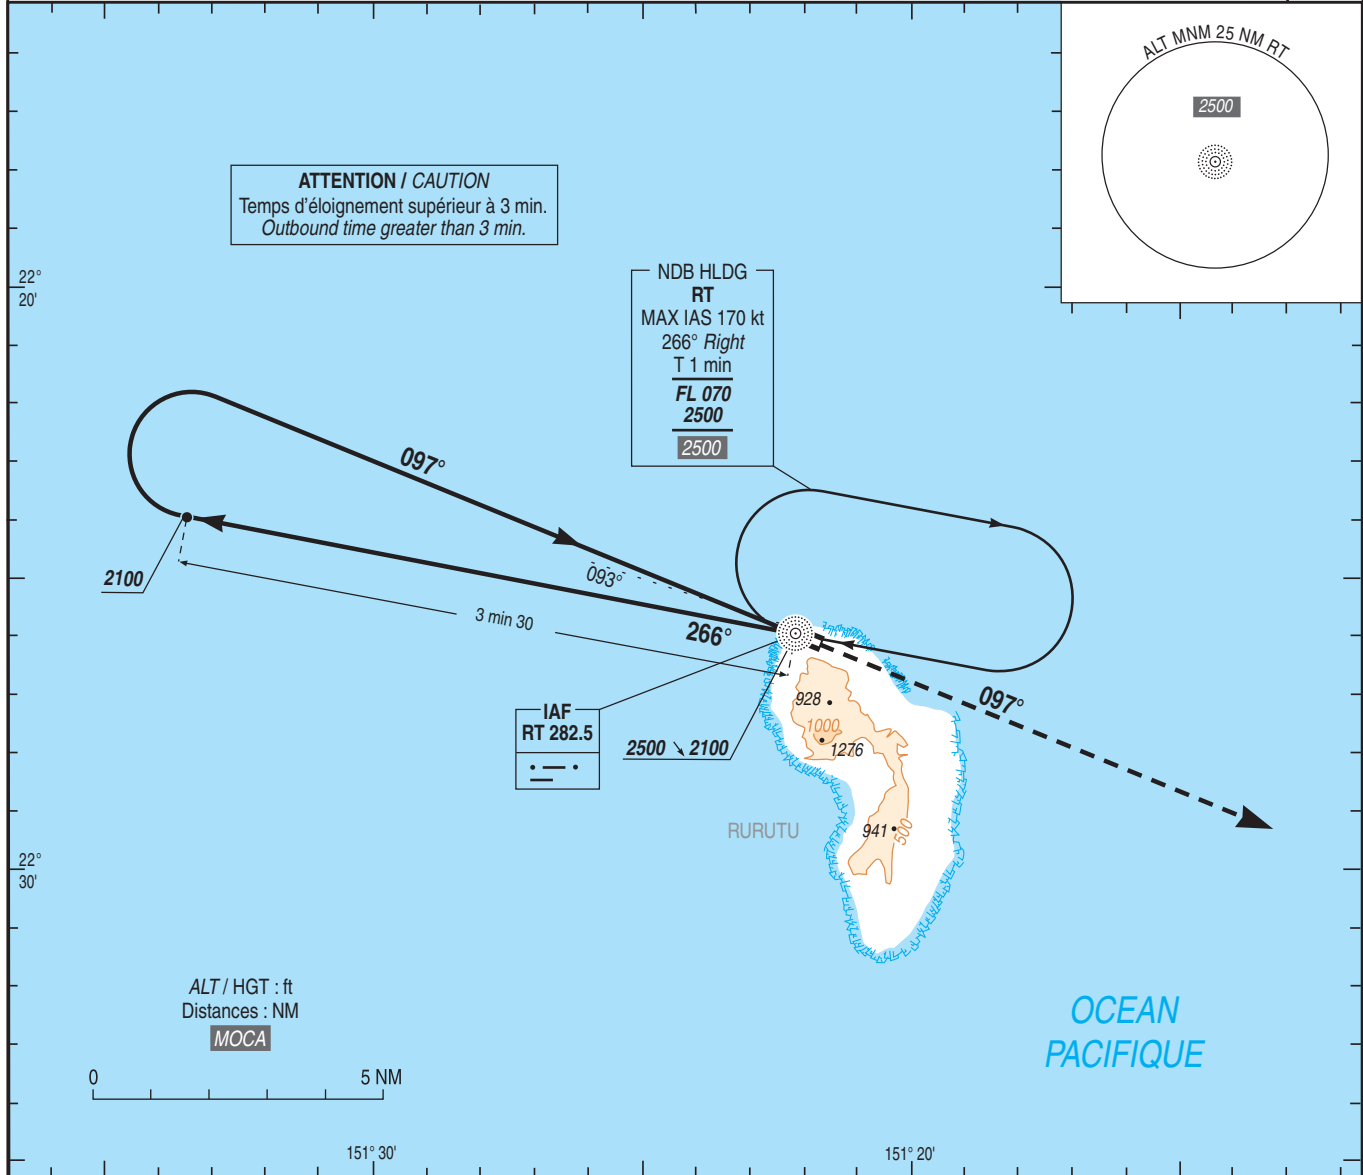 ALT MNM 25 NM RT
2500
ATTENTION / CAUTION
Temps d'éloignement supérieur à 3 min.
Outbound time greater than 3 min.
22°
20'
NDB HLDG
RT
MAX IAS 170 kt
266° Right
T 1 min
FL 070
2500
2500
097°
093°
2100
3 min 30
266°
097°
IAF
RT 282.5
2500 ↘ 2100
928
1000
1276
941
500
RURUTU
22°
30'
ALT / HGT : ft
Distances : NM
MOCA
0 5 NM
OCEAN
PACIFIQUE
151° 30'
151° 20'